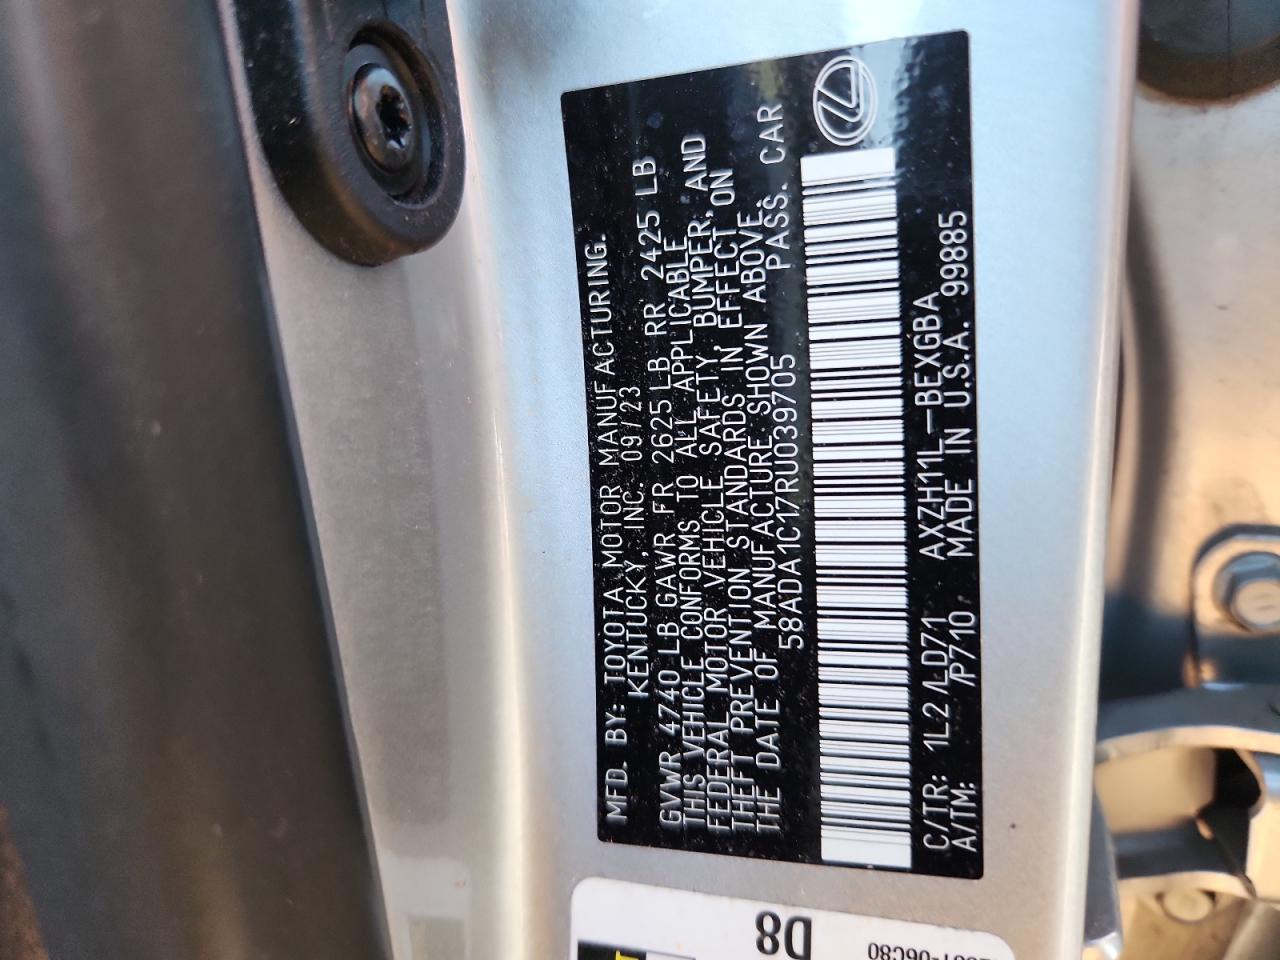 MFD. BY: TOYOTA MOTOR MANUFACTURING.
KENTUCKY, INC. 09/23
GVWR 4740 LB GAWR FR 2625 LB RR 2425 LB
THIS VEHICLE CONFORMS TO ALL APPLICABLE
FEDERAL MOTOR VEHICLE SAFETY, BUMPER, AND
THEFT PREVENTION STANDARDS IN EFFECT ON
THE DATE OF MANUFACTURE SHOWN ABOVE.
58ADA1C17RU039705 PASS. CAR
C/TR: 1L2/LD71 AXZH11L-BEXGBA
A/TM: /P710 MADE IN U.S.A. 99885
D8